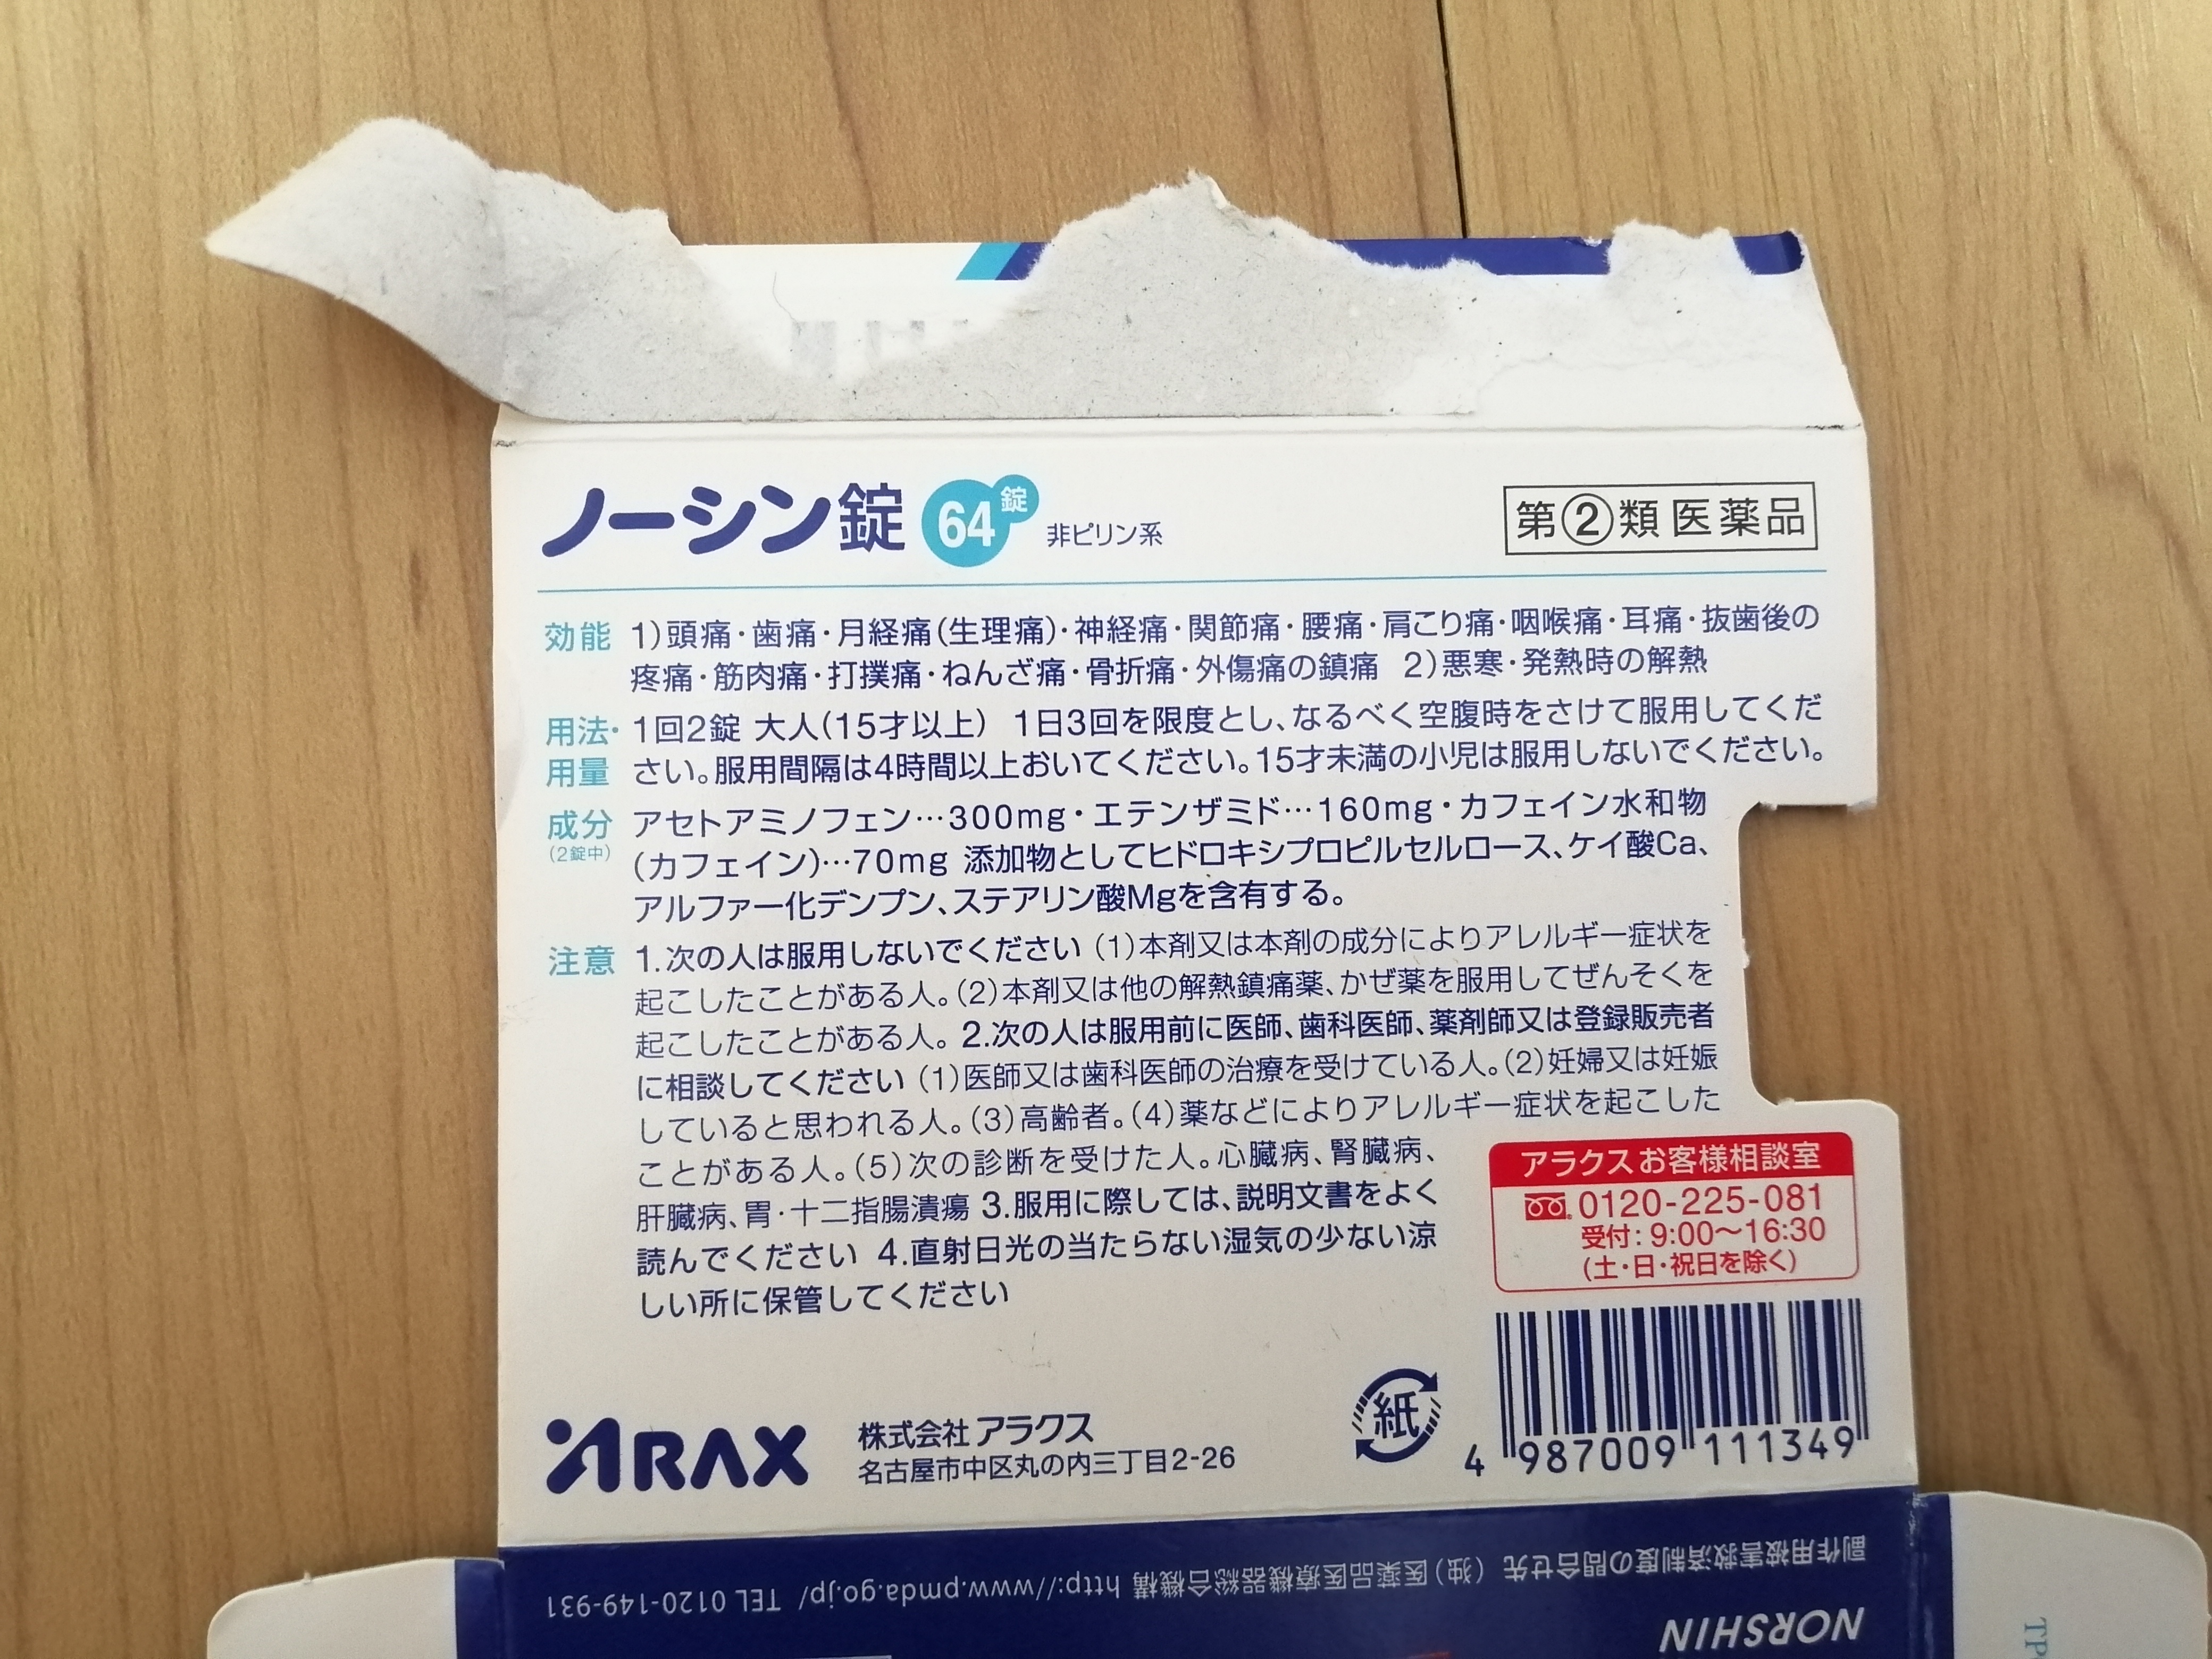 ノーシン錠 64錠 非ピリン系
第②類医薬品
効能 1)頭痛・歯痛・月経痛(生理痛)・神経痛・関節痛・腰痛・肩こり痛・咽喉痛・耳痛・抜歯後の
疼痛・筋肉痛・打撲痛・ねんざ痛・骨折痛・外傷痛の鎮痛 2)悪寒・発熱時の解熱
用法・ 1回2錠 大人(15才以上) 1日3回を限度とし、なるべく空腹時をさけて服用してくだ
用量 さい。服用間隔は4時間以上おいてください。15才未満の小児は服用しないでください。
成分 アセトアミノフェン…300mg・エテンザミド…160mg・カフェイン水和物
(2錠中) (カフェイン)…70mg 添加物としてヒドロキシプロピルセルロース、ケイ酸Ca、
アルファー化デンプン、ステアリン酸Mgを含有する。
注意 1.次の人は服用しないでください (1)本剤又は本剤の成分によりアレルギー症状を
起こしたことがある人。(2)本剤又は他の解熱鎮痛薬、かぜ薬を服用してぜんそくを
起こしたことがある人。 2.次の人は服用前に医師、歯科医師、薬剤師又は登録販売者
に相談してください (1)医師又は歯科医師の治療を受けている人。(2)妊婦又は妊娠
していると思われる人。(3)高齢者。(4)薬などによりアレルギー症状を起こした
ことがある人。(5)次の診断を受けた人。心臓病、腎臓病、
肝臓病、胃・十二指腸潰瘍 3.服用に際しては、説明文書をよく
読んでください 4.直射日光の当たらない湿気の少ない涼
しい所に保管してください
アラクスお客様相談室
0120-225-081
受付:9:00〜16:30
(土・日・祝日を除く)
ARAX
株式会社 アラクス
名古屋市中区丸の内三丁目2-26
紙
4 987009 111349
副作用被害救済制度の問合せ先 (独)医薬品医療機器総合機構 http://www.pmda.go.jp/ TEL 0120-149-931
NORSHIN